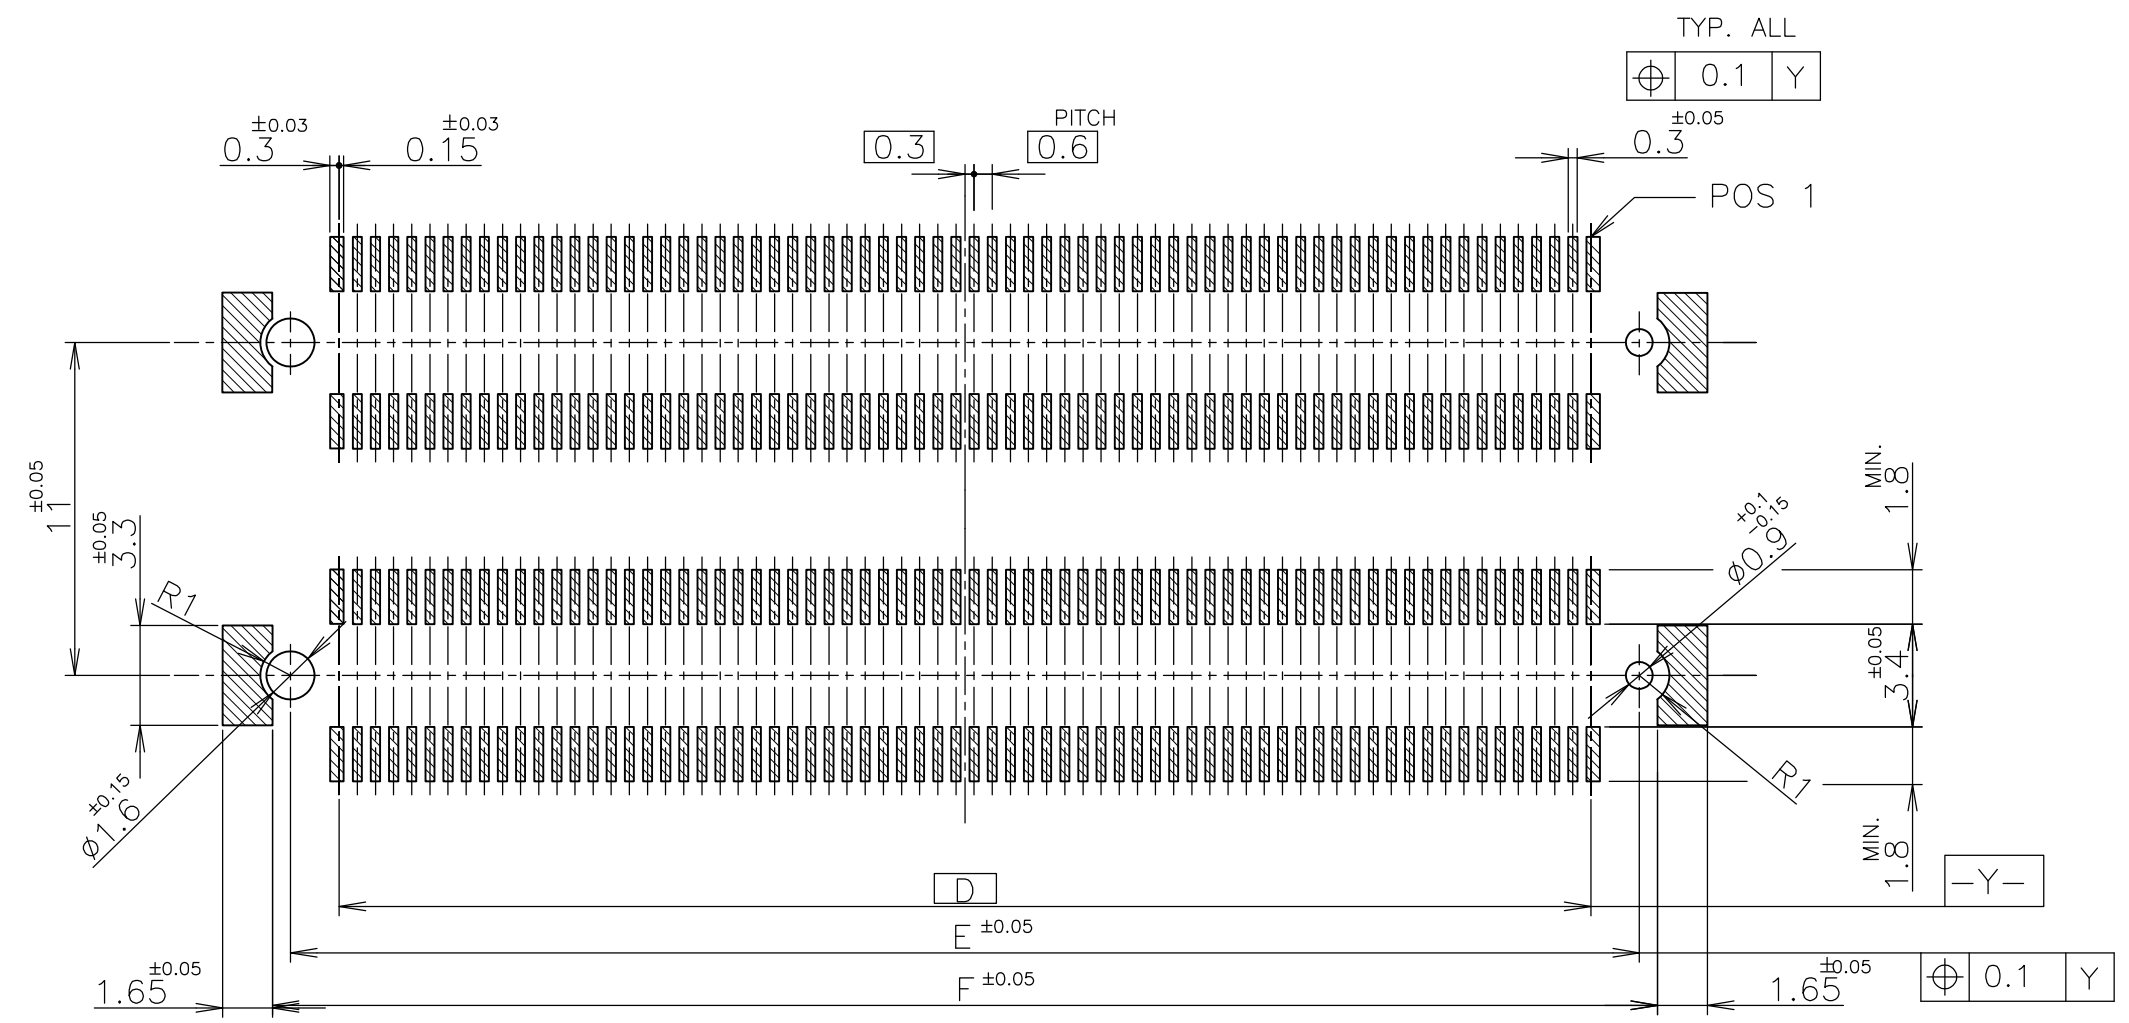 TYP. ALL
⌖ 0.1 Y
±0.03
0.3
±0.03
0.15
0.3
PITCH
0.6
±0.05
0.3
POS 1
±0.05
11
±0.05
3.3
R1
⌀1.6 ±0.15
MIN.
1.8
⌀0.9 +0.1
-0.15
±0.05
3.4
R1
MIN.
1.8
-Y-
D
E ±0.05
F ±0.05
±0.05
1.65
±0.05
1.65
⌖ 0.1 Y